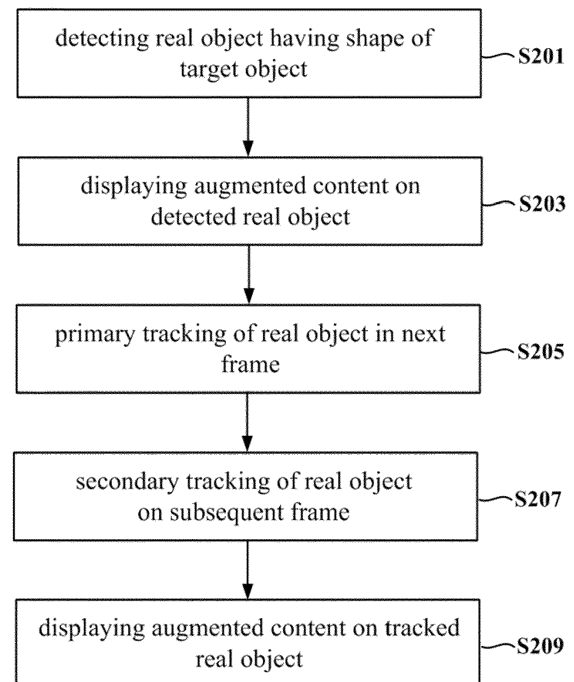 detecting real object having shape of
target object
S201
displaying augmented content on
detected real object
S203
primary tracking of real object in next
frame
S205
secondary tracking of real object
on subsequent frame
S207
displaying augmented content on tracked
real object
S209